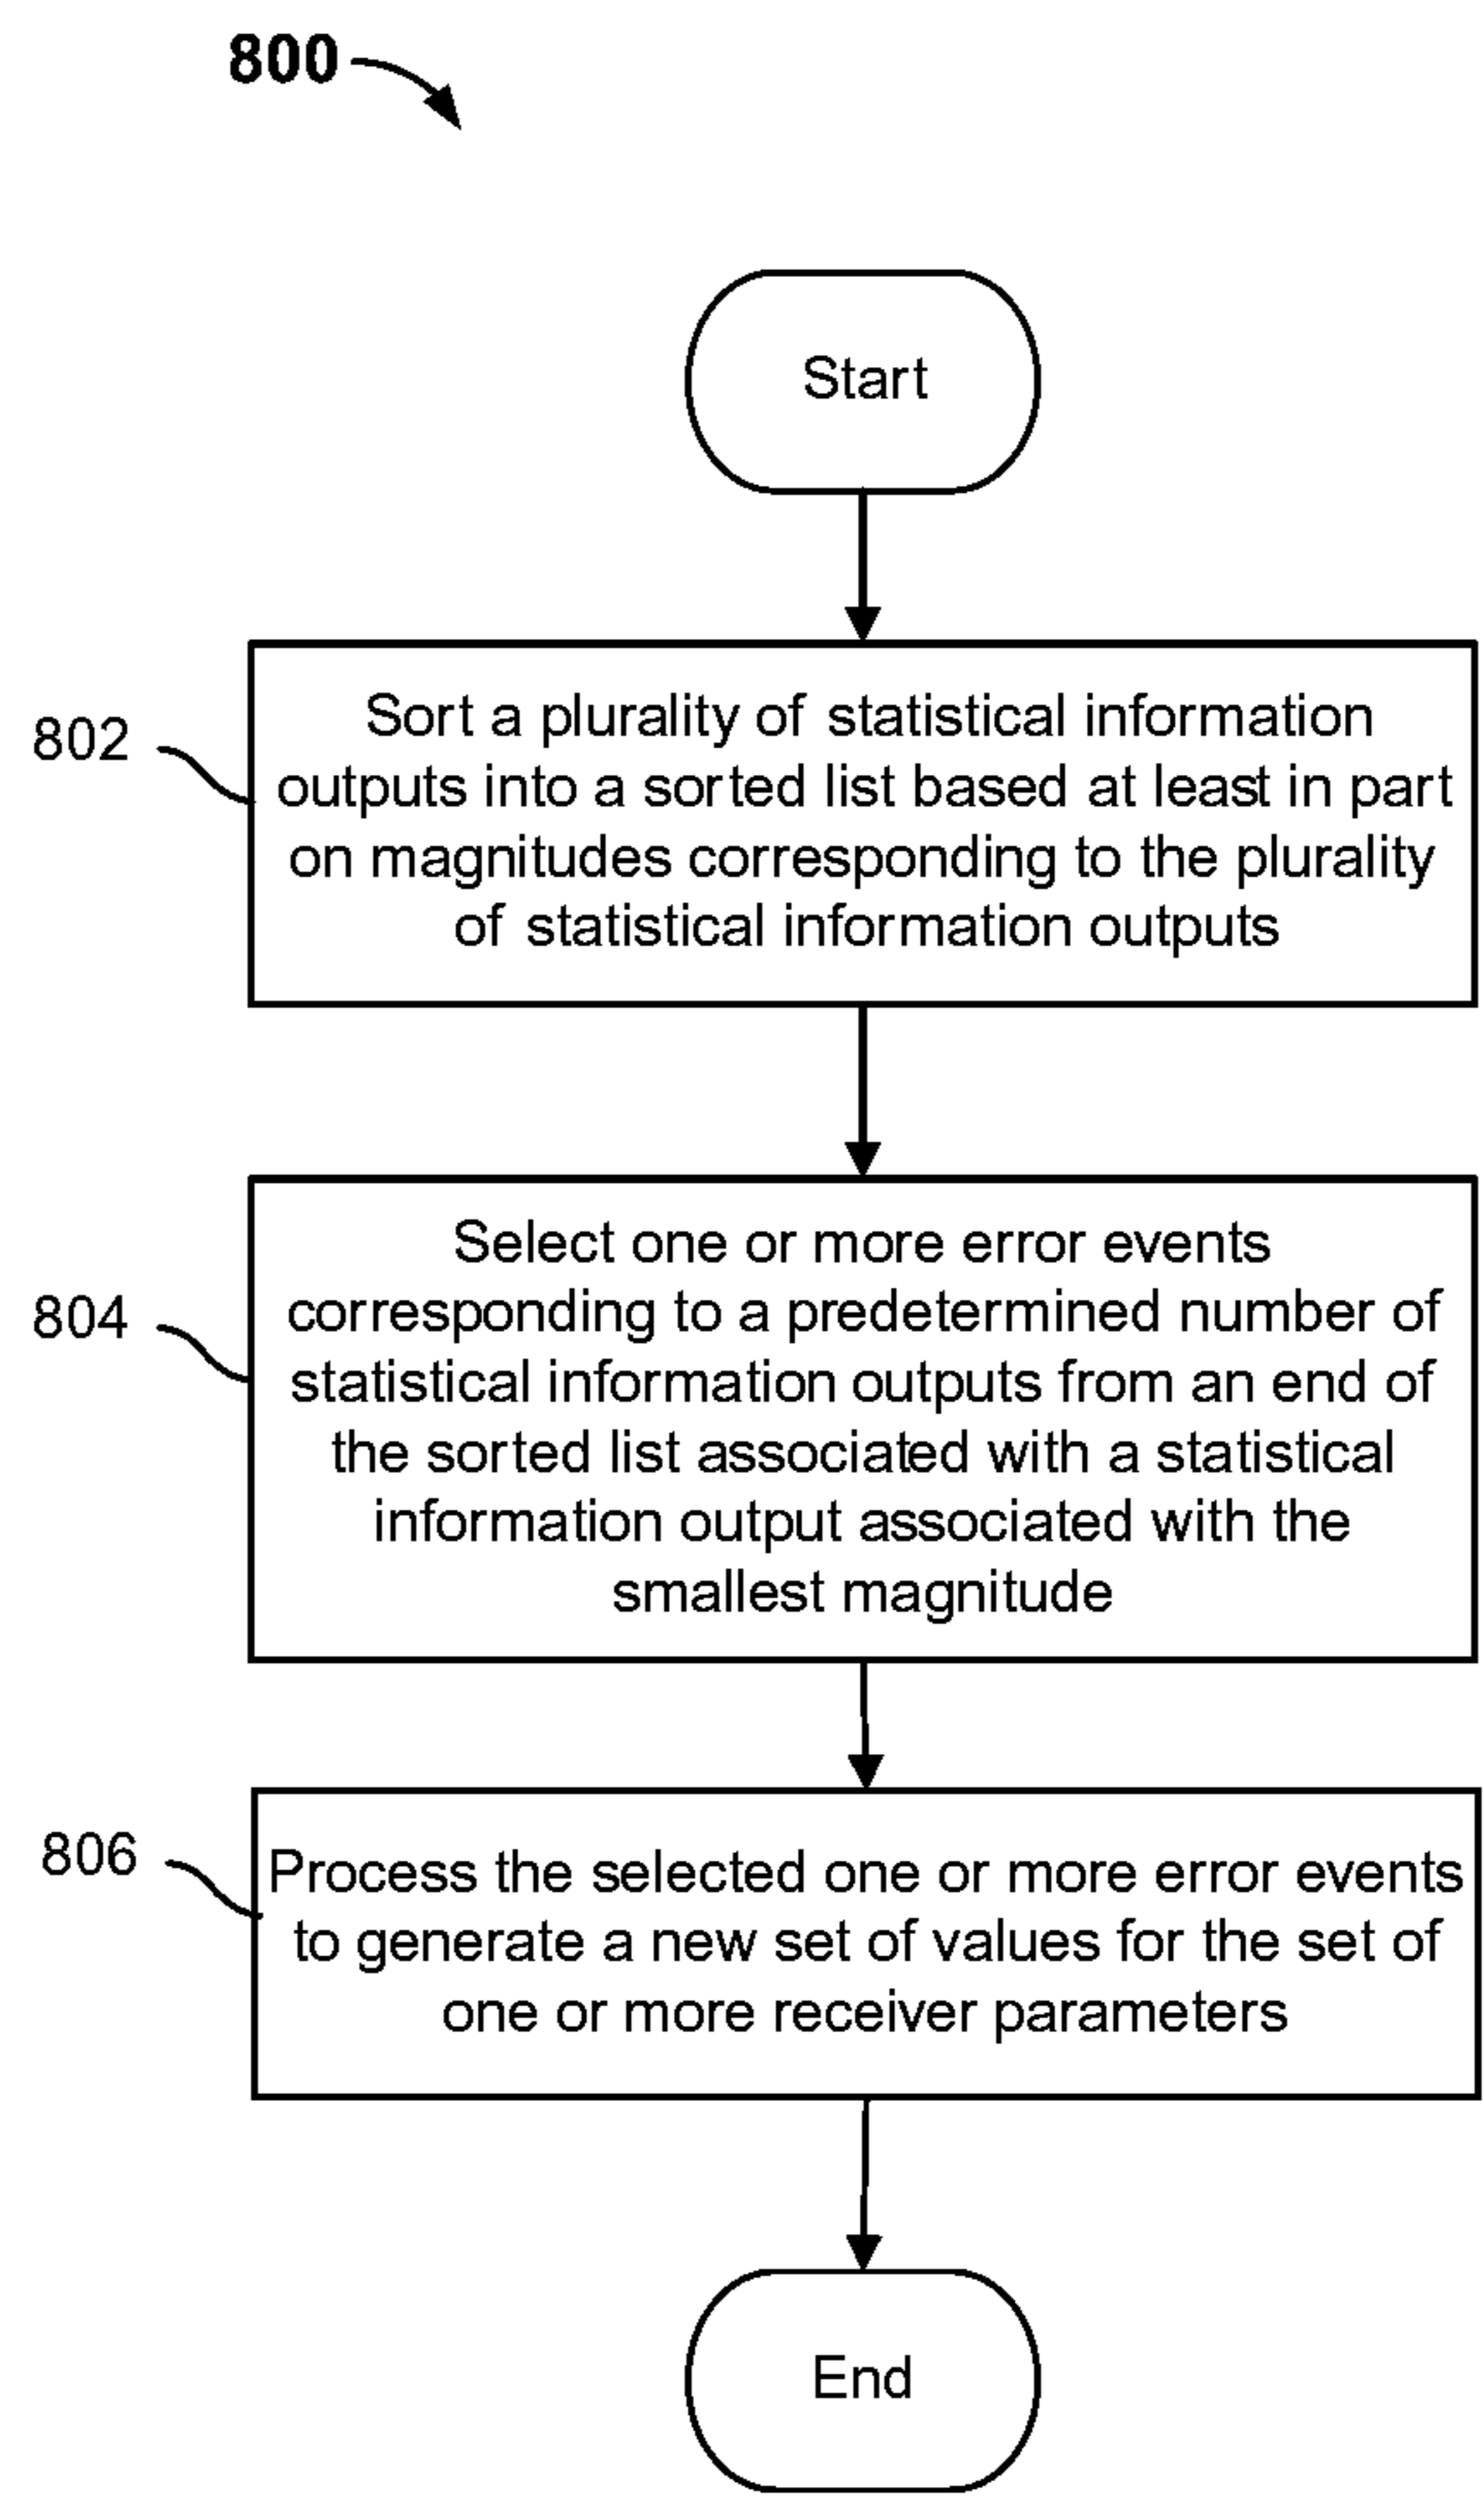 800
Start
802
Sort a plurality of statistical information
outputs into a sorted list based at least in part
on magnitudes corresponding to the plurality
of statistical information outputs
804
Select one or more error events
corresponding to a predetermined number of
statistical information outputs from an end of
the sorted list associated with a statistical
information output associated with the
smallest magnitude
806
Process the selected one or more error events
to generate a new set of values for the set of
one or more receiver parameters
End